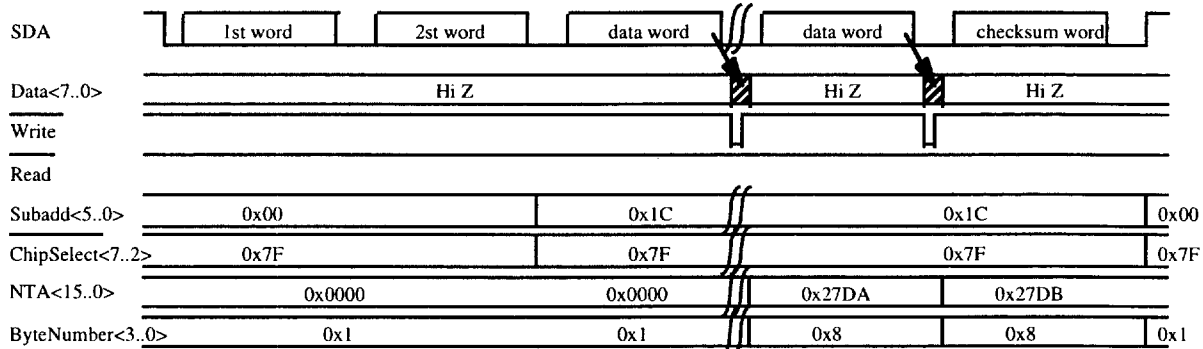 SDA 1st word 2st word data word data word checksum word
Data<7..0> Hi Z Hi Z Hi Z
Write
Read
Subadd<5..0> 0x00 0x1C 0x1C 0x00
ChipSelect<7..2> 0x7F 0x7F 0x7F 0x7F
NTA<15..0> 0x0000 0x0000 0x27DA 0x27DB
ByteNumber<3..0> 0x1 0x1 0x8 0x8 0x1